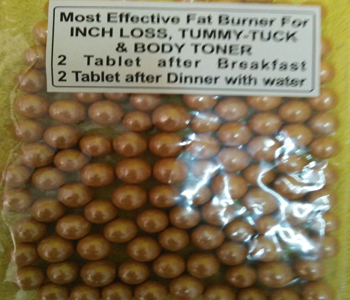 Most Effective Fat Burner For
INCH LOSS, TUMMY-TUCK
& BODY TONER
2 Tablet after Breakfast
2 Tablet after Dinner with water